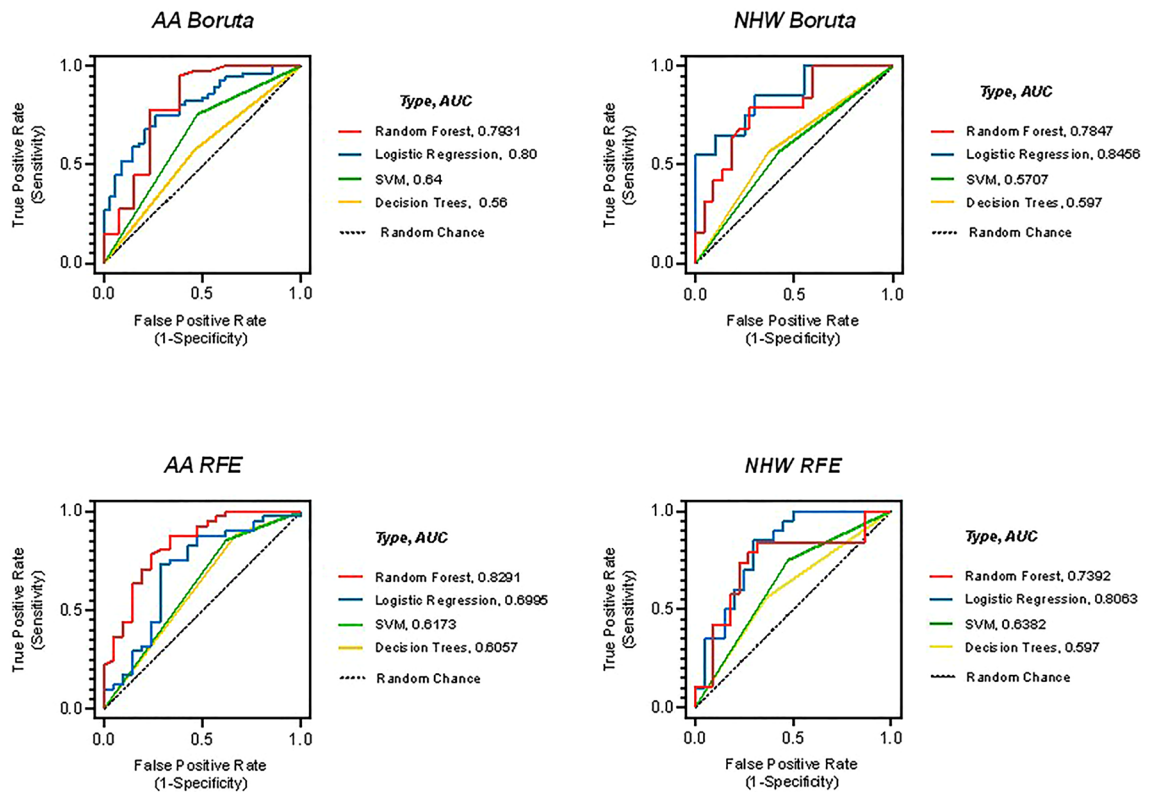 AA Boruta
True Positive Rate
(Sensitivity)
1.0
0.5
0.0
0.0 0.5 1.0
False Positive Rate
(1-Specificity)
Type, AUC
Random Forest, 0.7931
Logistic Regression, 0.80
SVM, 0.64
Decision Trees, 0.56
Random Chance
NHW Boruta
True Positive Rate
(Sensitivity)
1.0
0.5
0.0
0.0 0.5 1.0
False Positive Rate
(1-Specificity)
Type, AUC
Random Forest, 0.7847
Logistic Regression, 0.8456
SVM, 0.5707
Decision Trees, 0.597
Random Chance
AA RFE
True Positive Rate
(Sensitivity)
1.0
0.5
0.0
0.0 0.5 1.0
False Positive Rate
(1-Specificity)
Type, AUC
Random Forest, 0.8291
Logistic Regression, 0.6995
SVM, 0.6173
Decision Trees, 0.6057
Random Chance
NHW RFE
True Positive Rate
(Sensitivity)
1.0
0.5
0.0
0.0 0.5 1.0
False Positive Rate
(1-Specificity)
Type, AUC
Random Forest, 0.7392
Logistic Regression, 0.8063
SVM, 0.6382
Decision Trees, 0.597
Random Chance